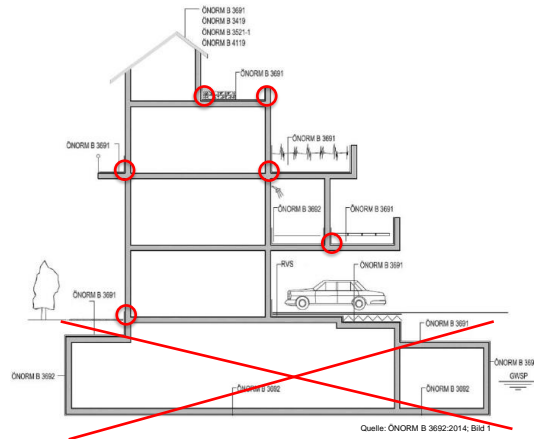 ÖNORM B 3691
ÖNORM B 3419
ÖNORM B 3521-1
ÖNORM B 4119
ÖNORM B 3691
ÖNORM B 3691
ÖNORM B 3691
ÖNORM B 3692
ÖNORM B 3691
RVS
ÖNORM B 3691
ÖNORM B 3691
ÖNORM B 3691
ÖNORM B 3692
ÖNORM B 369
GWSP
ÖNORM B 3692
ÖNORM B 3692
Quelle: ÖNORM B 3692:2014; Bild 1